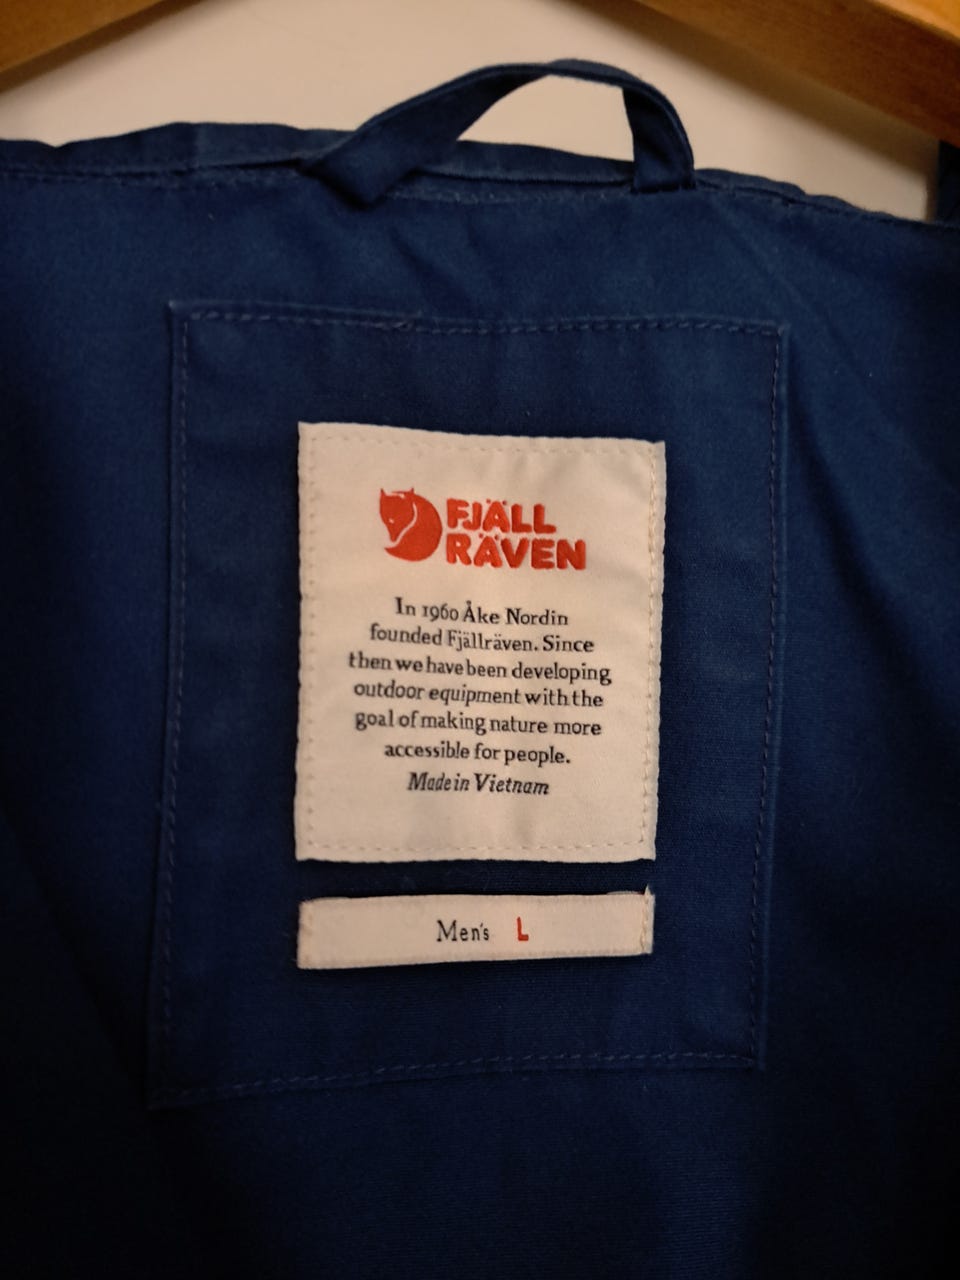 FJÄLL
RÄVEN
In 1960 Åke Nordin
founded Fjällräven. Since
then we have been developing
outdoor equipment with the
goal of making nature more
accessible for people.
Made in Vietnam
Men's L